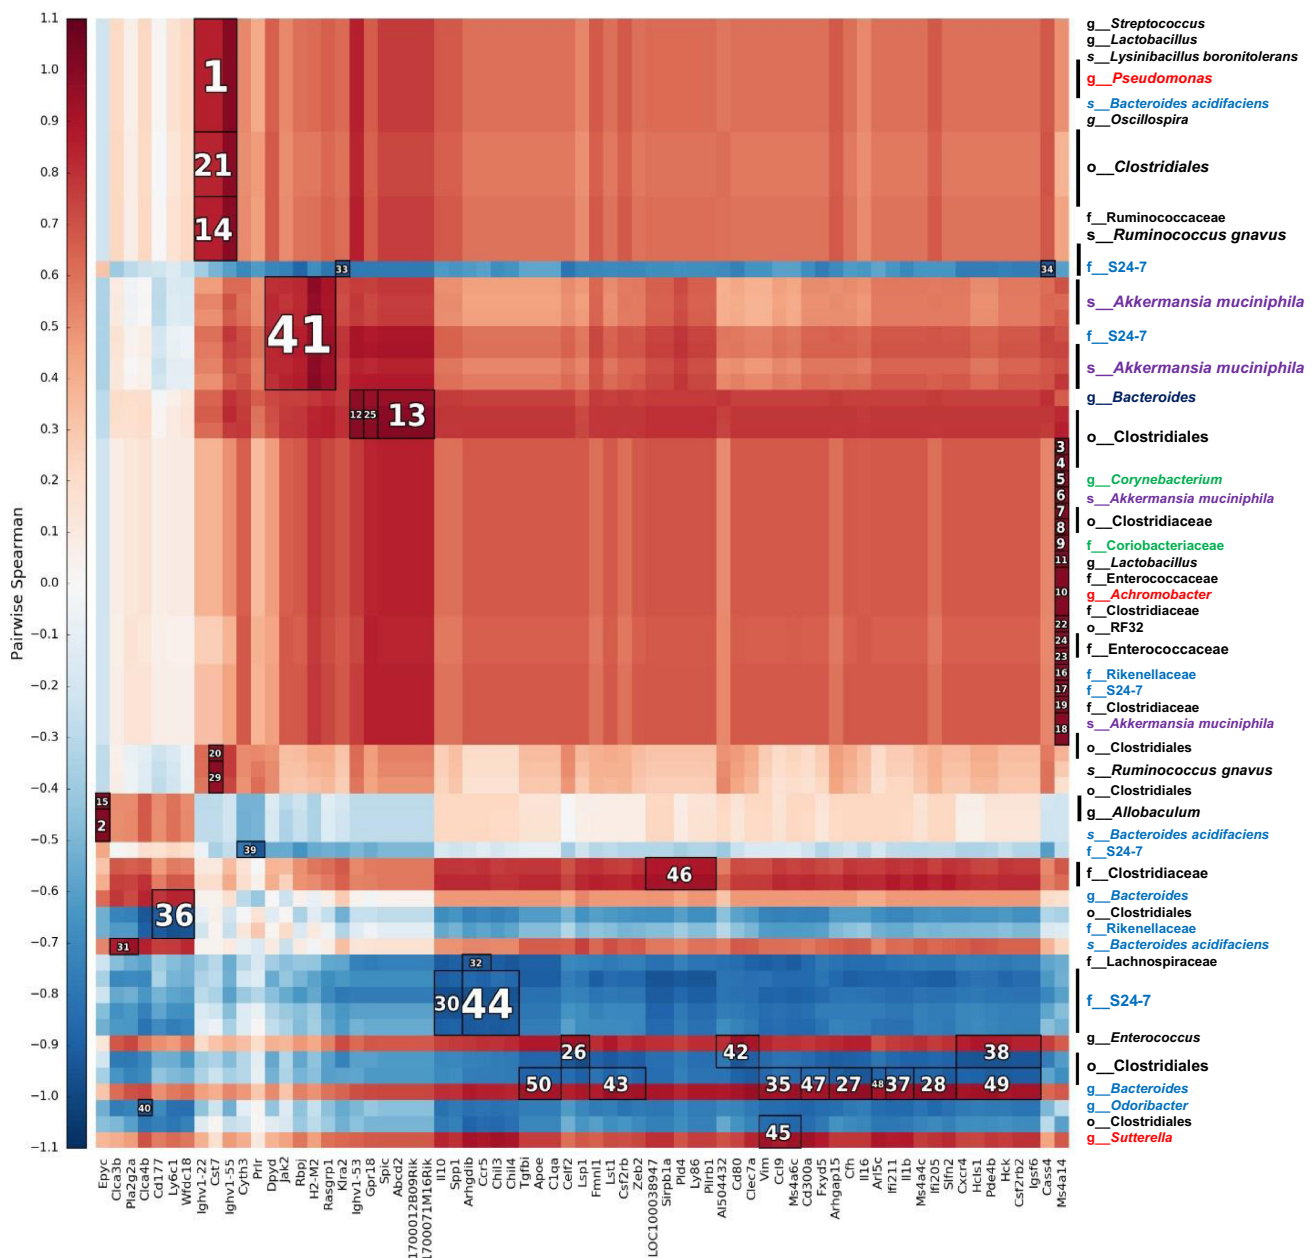 1.1
1.0
0.9
0.8
0.7
0.6
0.5
0.4
0.3
0.2
0.1
0.0
−0.1
−0.2
−0.3
−0.4
−0.5
−0.6
−0.7
−0.8
−0.9
−1.0
−1.1
Pairwise Spearman
1
21
14
33
34
41
12
25
13
3
4
5
6
7
8
9
11
10
22
24
23
16
17
19
18
20
29
15
2
39
46
36
31
32
30
44
26
42
38
50
43
35
47
27
48
37
28
49
40
45
g__Streptococcus
g__Lactobacillus
s__Lysinibacillus boronitolerans
g__Pseudomonas
s__Bacteroides acidifaciens
g__Oscillospira
o__Clostridiales
f__Ruminococcaceae
s__Ruminococcus gnavus
f__S24-7
s__Akkermansia muciniphila
f__S24-7
s__Akkermansia muciniphila
g__Bacteroides
o__Clostridiales
g__Corynebacterium
s__Akkermansia muciniphila
o__Clostridiaceae
f__Coriobacteriaceae
g__Lactobacillus
f__Enterococcaceae
g__Achromobacter
f__Clostridiaceae
o__RF32
f__Enterococcaceae
f__Rikenellaceae
f__S24-7
f__Clostridiaceae
s__Akkermansia muciniphila
o__Clostridiales
s__Ruminococcus gnavus
o__Clostridiales
g__Allobaculum
s__Bacteroides acidifaciens
f__S24-7
f__Clostridiaceae
g__Bacteroides
o__Clostridiales
f__Rikenellaceae
s__Bacteroides acidifaciens
f__Lachnospiraceae
f__S24-7
g__Enterococcus
o__Clostridiales
g__Bacteroides
g__Odoribacter
o__Clostridiales
g__Sutterella
Epyc
Clca3b
Pla2g2a
Clca4b
Cd177
Ly6c1
Wfdc18
Ighv1-22
Cst7
Ighv1-55
Cyth3
Prlr
Dpyd
Jak2
Rbpj
H2-M2
Rasgrp1
Klra2
Ighv1-53
Gpr18
Spic
Abcd2
1700012B09Rik
1700071M16Rik
Il10
Spp1
Arhgdib
Ccr5
Chil3
Chil4
Tgfbi
Apoe
C1qa
Celf2
Lsp1
Fmnl1
Lst1
Csf2rb
Zeb2
LOC100038947
Sirpb1a
Pld4
Ly86
Pilrb1
AI504432
Cd80
Clec7a
Vim
Ccl9
Ms4a6c
Cd300a
Fxyd5
Arhgap15
Cfh
Il16
Arl5c
Ifi211
Il1b
Ms4a4c
Ifi205
Slfn2
Cxcr4
Hcls1
Pde4b
Hck
Csf2rb2
Igsf6
Cass4
Ms4a14